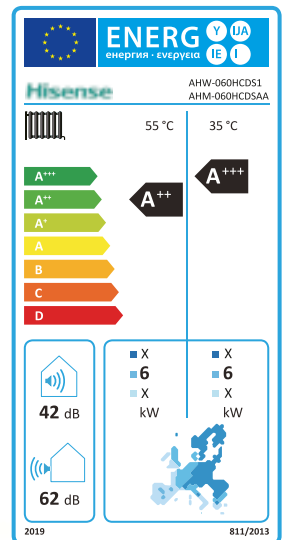 ENERG Y IJA
енергия · ενεργεια IE I
Hisense
AHW-060HCDS1
AHM-060HCDSAA
55 °C 35 °C
A+++
A++
A+
A
B
C
D
A++
A+++
42 dB
62 dB
X X
6 6
X X
kW kW
2019 811/2013